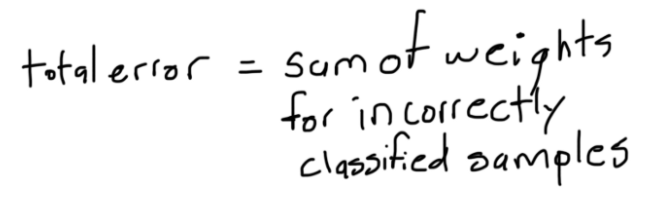 total error = sum of weights
for incorrectly
classified samples